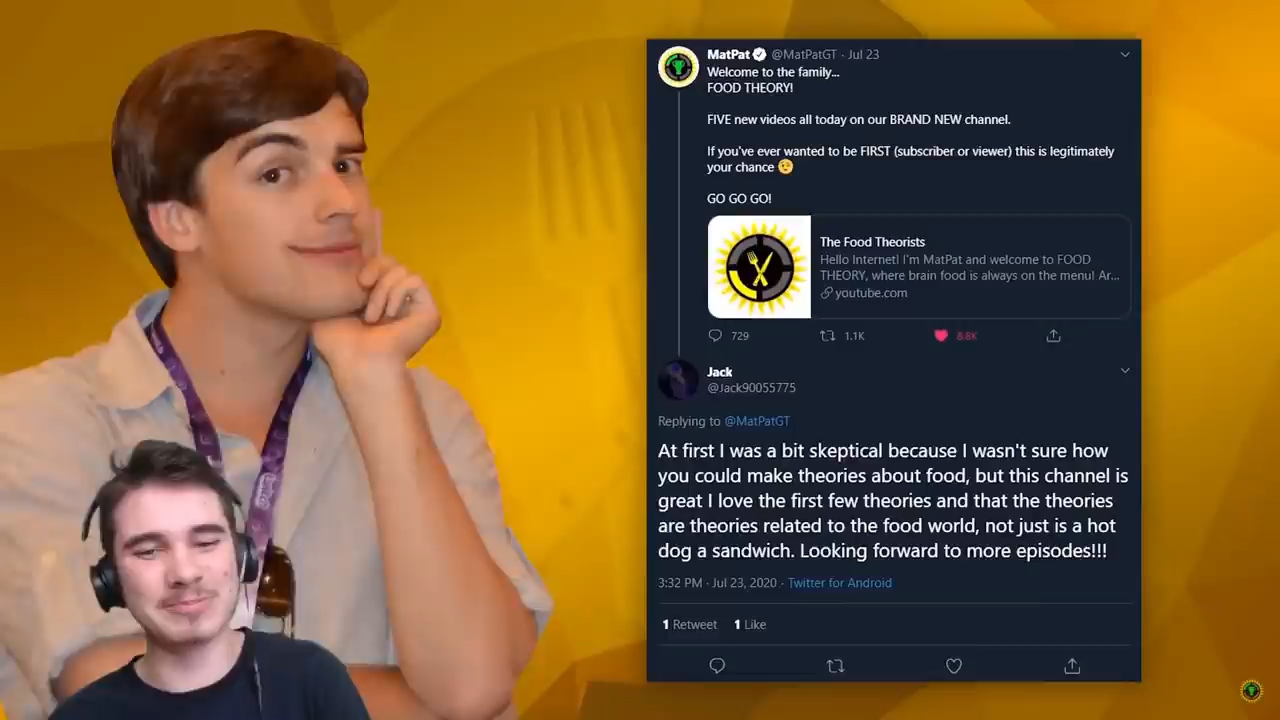 MatPat @MatPatGT · Jul 23
Welcome to the family...
FOOD THEORY!
FIVE new videos all today on our BRAND NEW channel.
If you've ever wanted to be FIRST (subscriber or viewer) this is legitimately
your chance 🤨
GO GO GO!
The Food Theorists
Hello Internet! I'm MatPat and welcome to FOOD
THEORY, where brain food is always on the menu! Ar...
youtube.com
729 1.1K 8.8K
Jack
@Jack90055775
Replying to @MatPatGT
At first I was a bit skeptical because I wasn't sure how
you could make theories about food, but this channel is
great I love the first few theories and that the theories
are theories related to the food world, not just is a hot
dog a sandwich. Looking forward to more episodes!!!
3:32 PM · Jul 23, 2020 · Twitter for Android
1 Retweet 1 Like